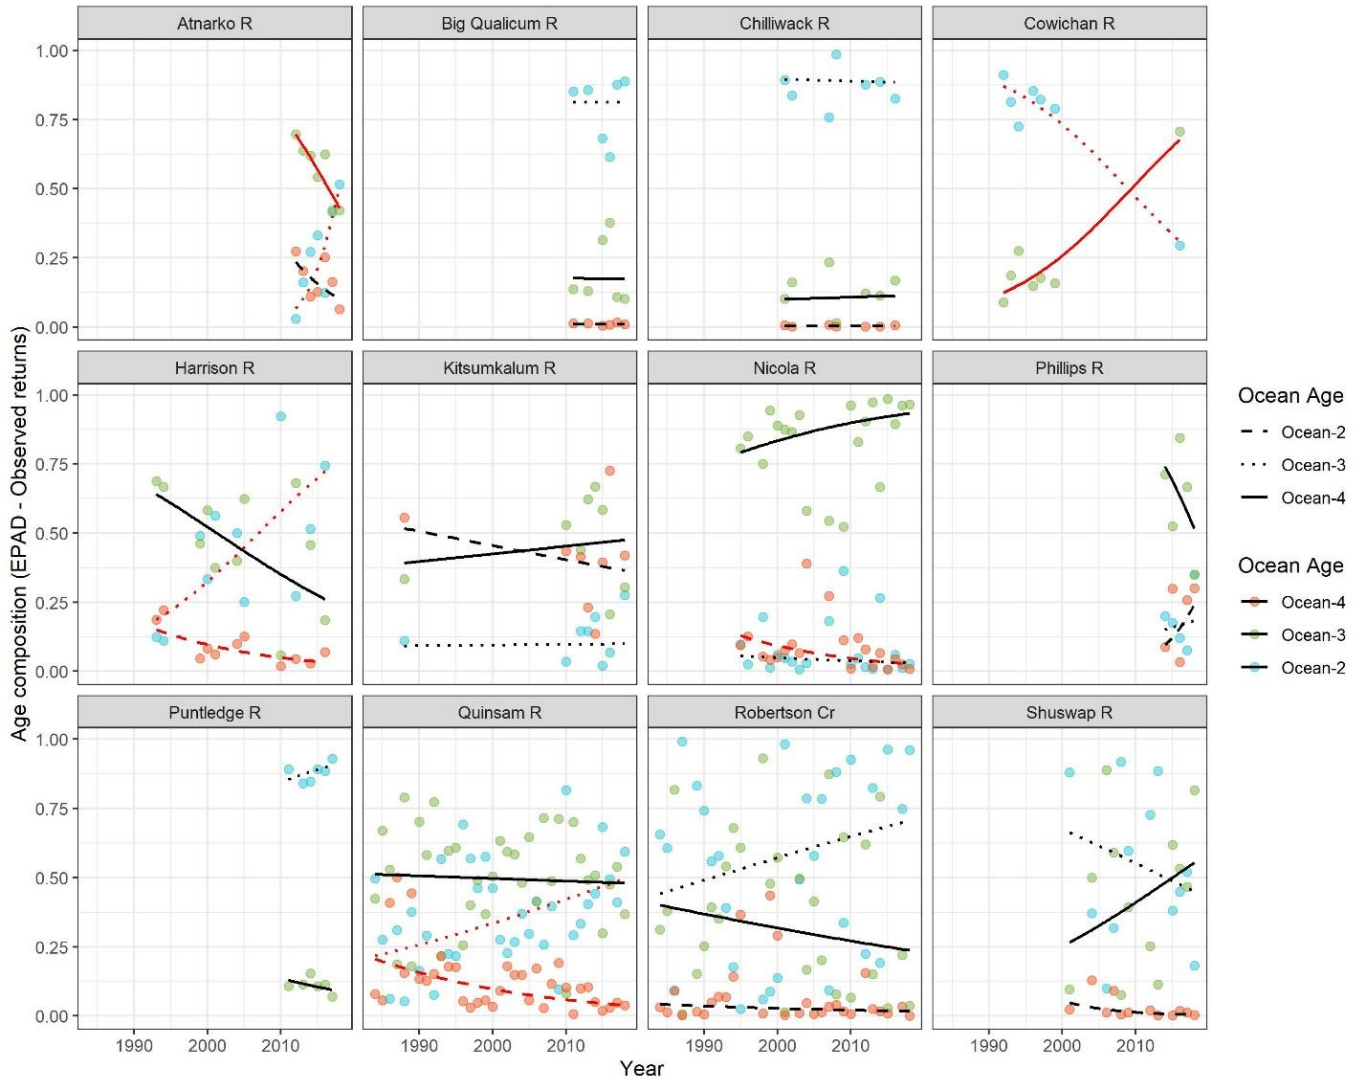 Atnarko R
Big Qualicum R
Chilliwack R
Cowichan R
1.00
0.75
0.50
0.25
0.00
Harrison R
Kitsumkalum R
Nicola R
Phillips R
1.00
0.75
0.50
0.25
0.00
Puntledge R
Quinsam R
Robertson Cr
Shuswap R
1.00
0.75
0.50
0.25
0.00
1990 2000 2010
1990 2000 2010
1990 2000 2010
1990 2000 2010
Year
Age composition (EPAD - Observed returns)
Ocean Age
Ocean-2
Ocean-3
Ocean-4
Ocean Age
Ocean-4
Ocean-3
Ocean-2